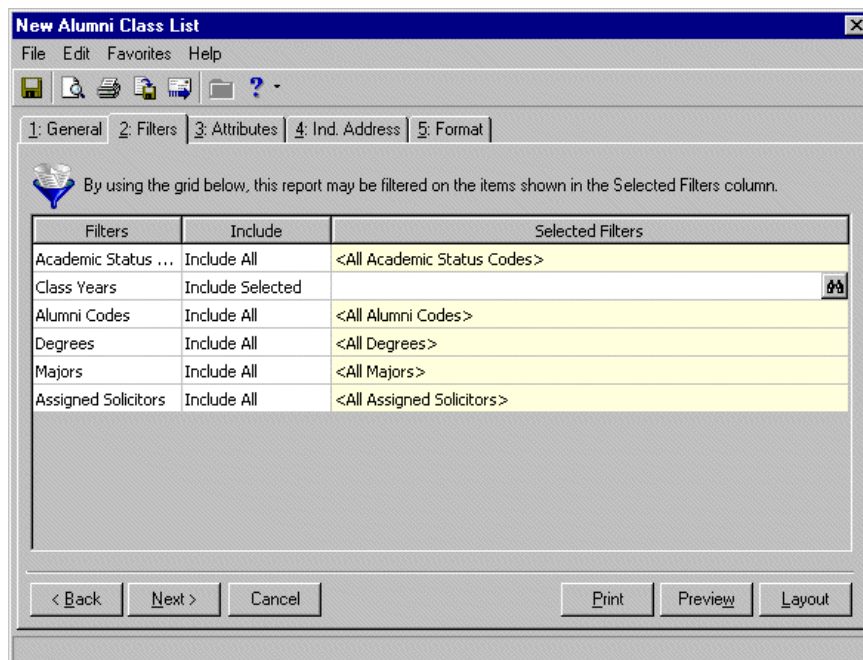 New Alumni Class List
File Edit Favorites Help
1: General 2: Filters 3: Attributes 4: Ind. Address 5: Format
By using the grid below, this report may be filtered on the items shown in the Selected Filters column.
Filters Include Selected Filters
Academic Status ... Include All <All Academic Status Codes>
Class Years Include Selected
Alumni Codes Include All <All Alumni Codes>
Degrees Include All <All Degrees>
Majors Include All <All Majors>
Assigned Solicitors Include All <All Assigned Solicitors>
< Back Next > Cancel Print Preview Layout